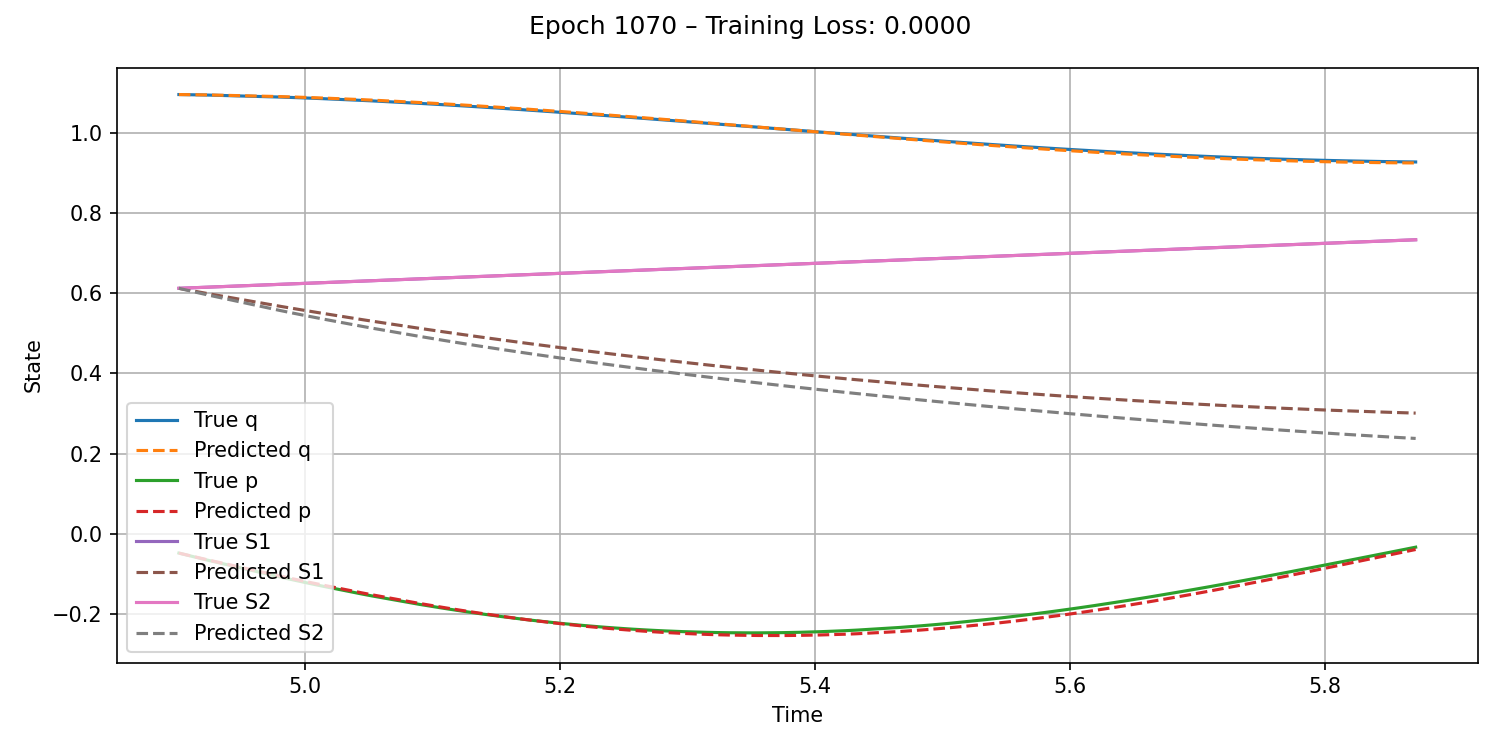 Epoch 1070 – Training Loss: 0.0000
1.0
0.8
0.6
0.4
0.2
0.0
−0.2
State
True q
Predicted q
True p
Predicted p
True S1
Predicted S1
True S2
Predicted S2
5.0
5.2
5.4
5.6
5.8
Time